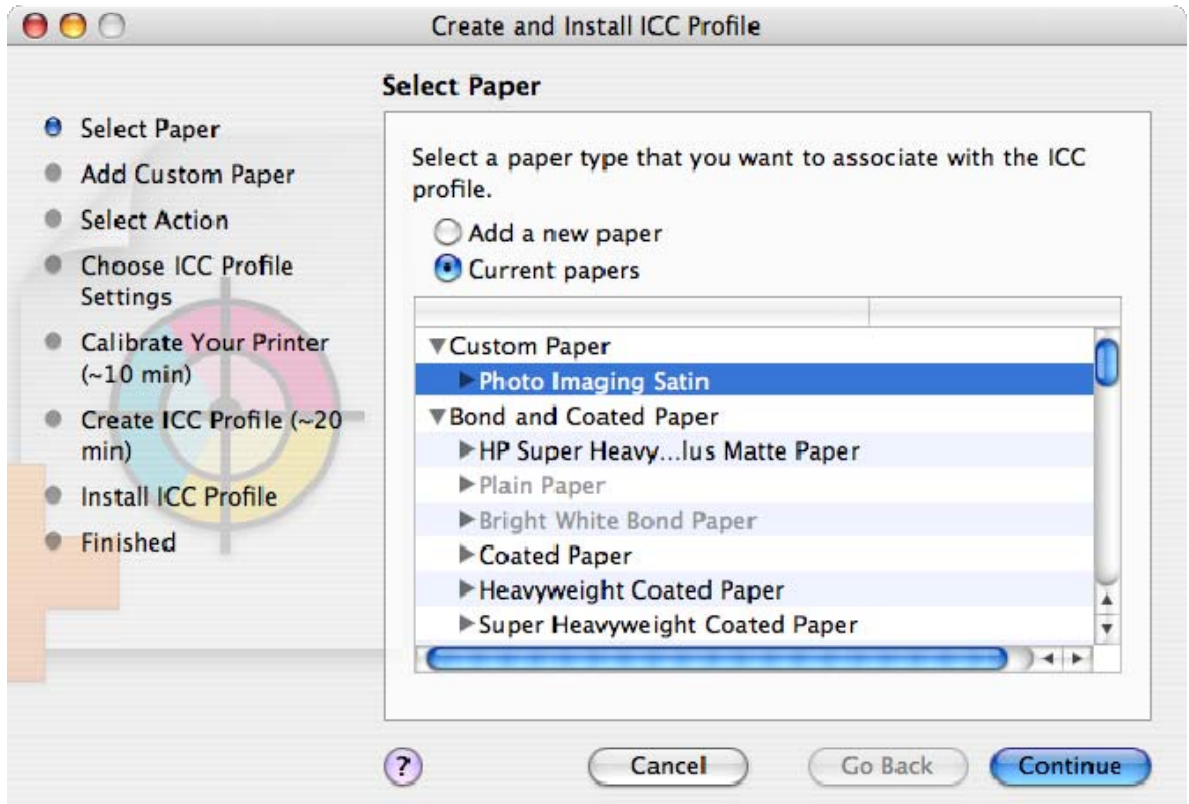 Create and Install ICC Profile
Select Paper
Add Custom Paper
Select Action
Choose ICC Profile
Settings
Calibrate Your Printer
(~10 min)
Create ICC Profile (~20
min)
Install ICC Profile
Finished
Select Paper
Select a paper type that you want to associate with the ICC
profile.
Add a new paper
Current papers
Custom Paper
Photo Imaging Satin
Bond and Coated Paper
HP Super Heavy...lus Matte Paper
Plain Paper
Bright White Bond Paper
Coated Paper
Heavyweight Coated Paper
Super Heavyweight Coated Paper
?
Cancel
Go Back
Continue